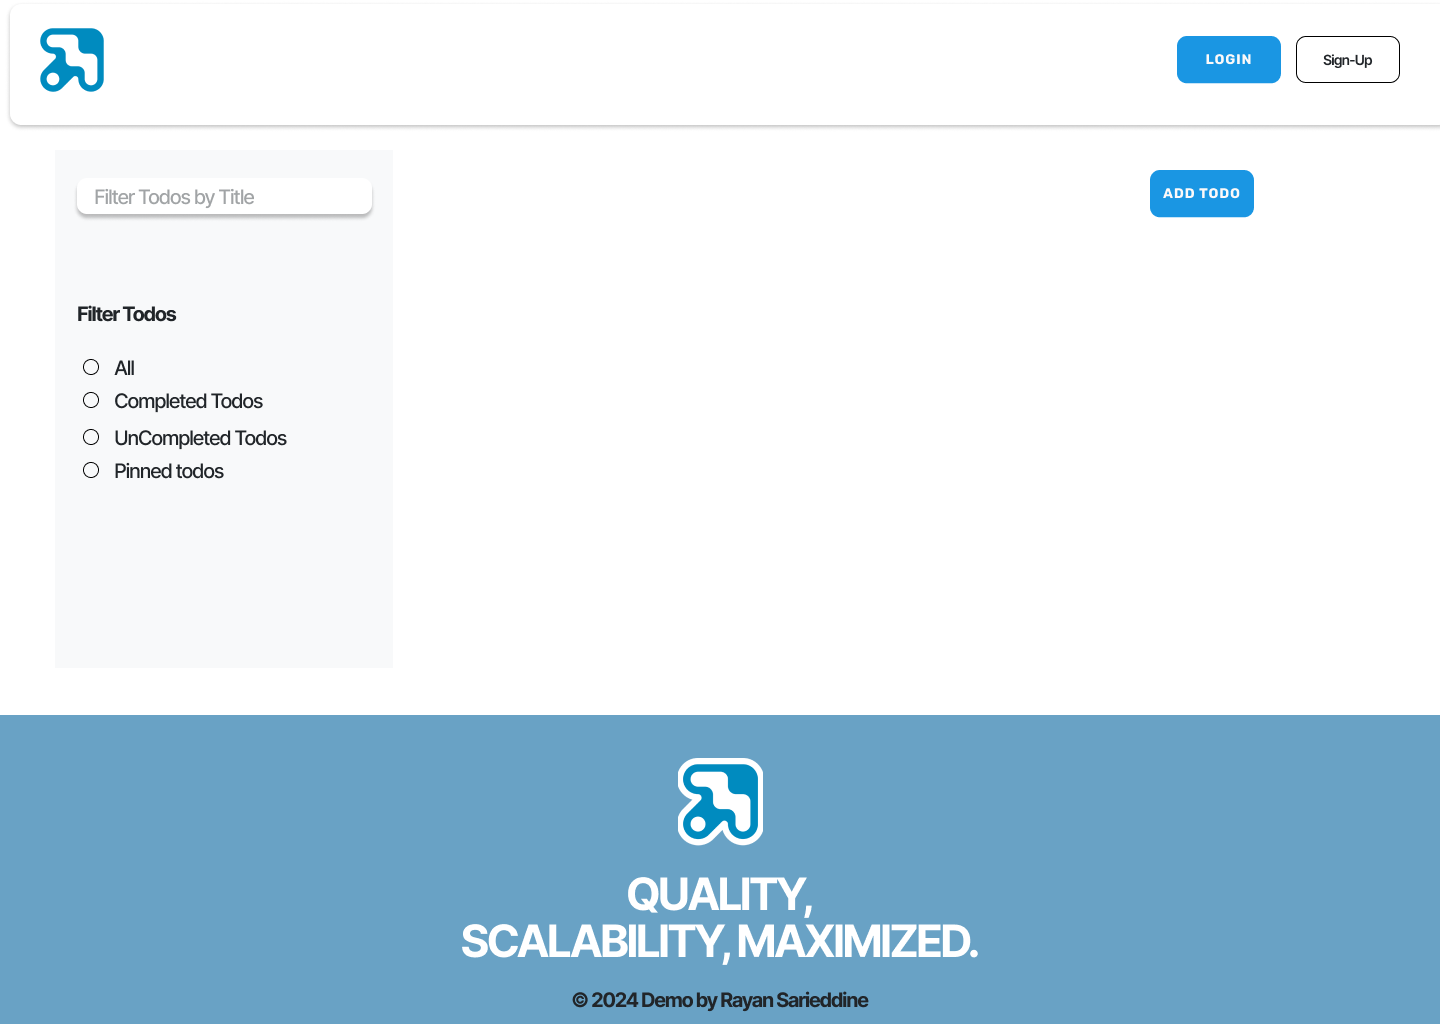 LOGIN
Sign-Up
Filter Todos by Title
ADD TODO
Filter Todos
All
Completed Todos
UnCompleted Todos
Pinned todos
QUALITY,
SCALABILITY, MAXIMIZED.
© 2024 Demo by Rayan Sarieddine